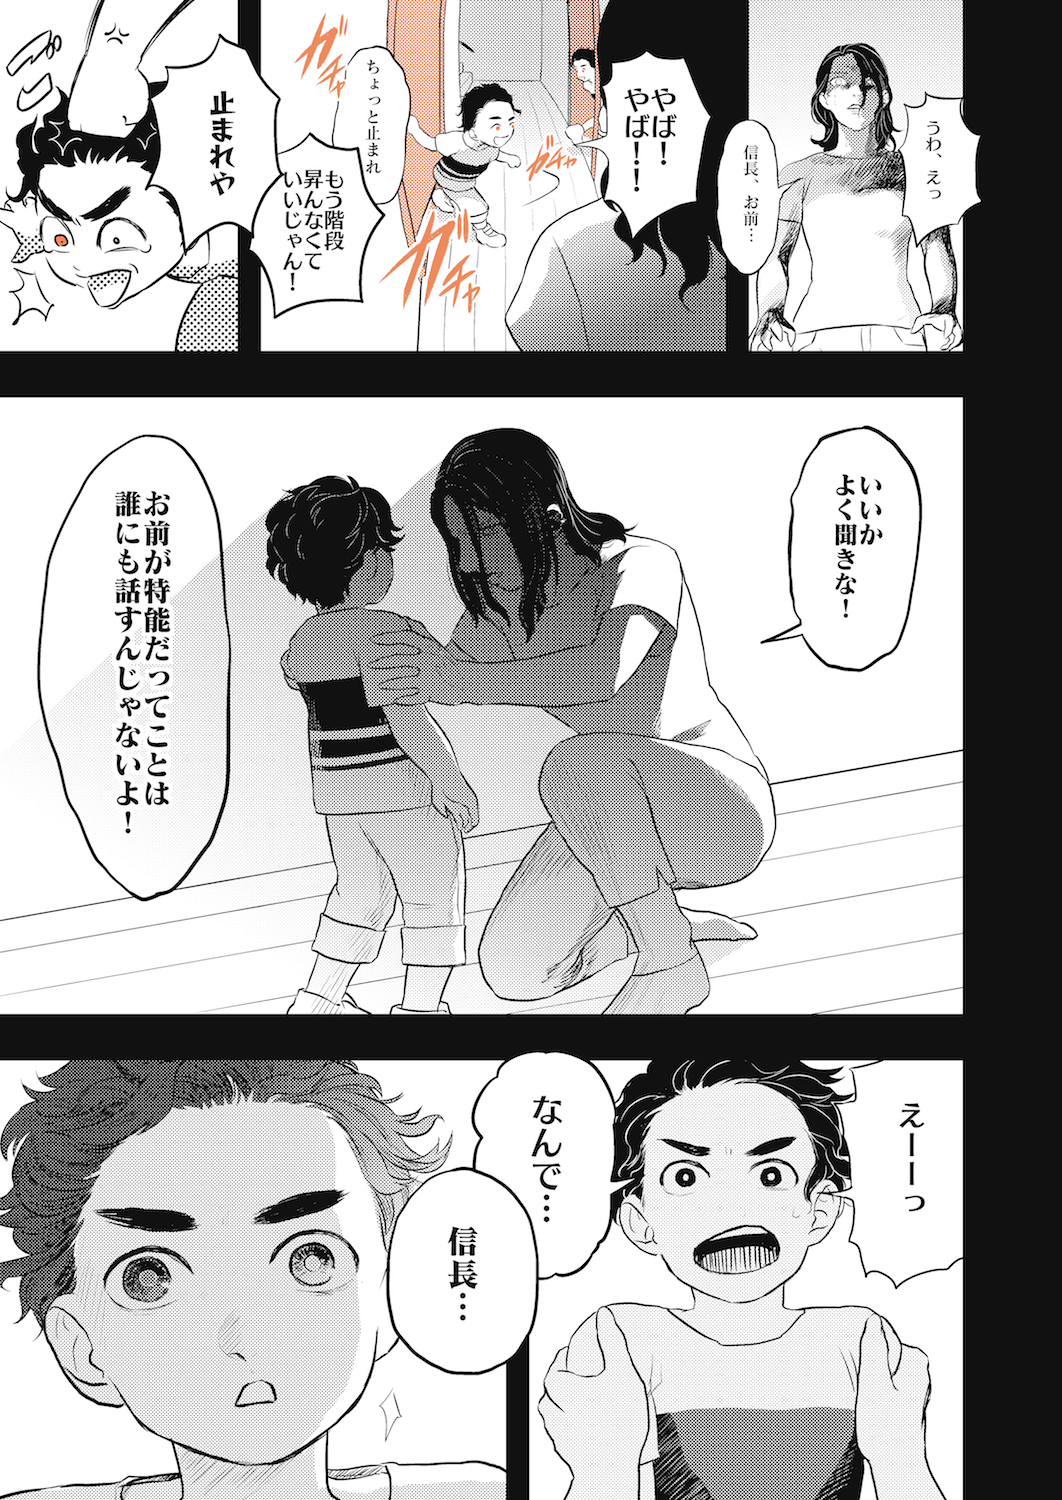 うわ、えっ
信長、お前…
やば！
やば！！
ガチャ
ガチャ
ガチャ
ちょっと止まれ
もう階段
昇んなくて
いいじゃん！
止まれや
いいか
よく聞きな！
お前が特能だってことは
誰にも話すんじゃないよ！
えーーっ
なんで…
信長…